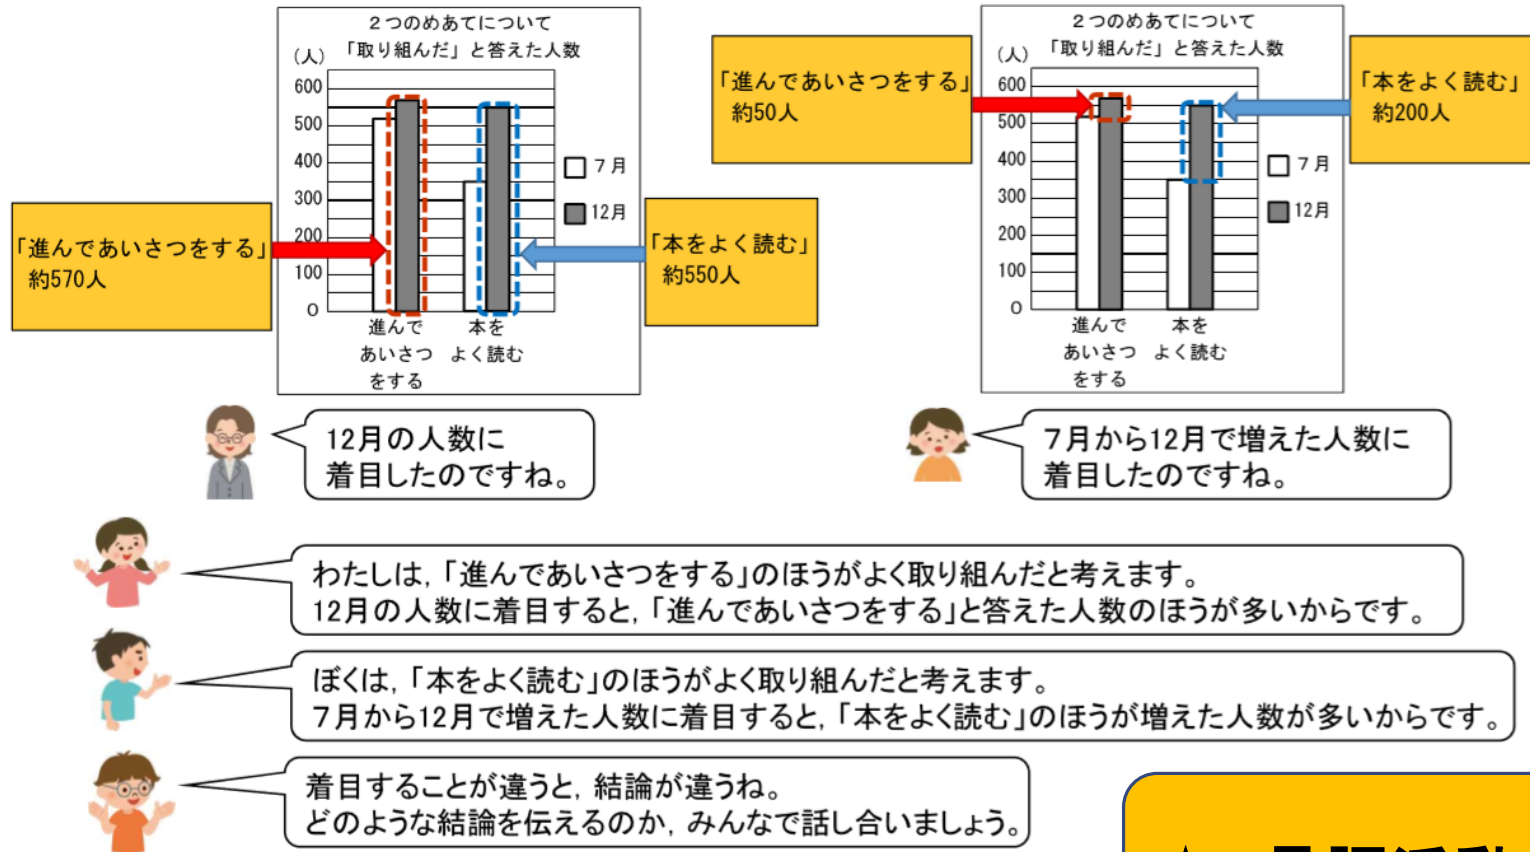 ２つのめあてについて
「取り組んだ」と答えた人数
(人)
600
500
400
300
200
100
0
進んで
あいさつ
をする
本を
よく読む
７月
12月
「進んであいさつをする」
約570人
「本をよく読む」
約550人
２つのめあてについて
「取り組んだ」と答えた人数
(人)
600
500
400
300
200
100
0
進んで
あいさつ
をする
本を
よく読む
７月
12月
「進んであいさつをする」
約50人
「本をよく読む」
約200人
12月の人数に
着目したのですね。
７月から12月で増えた人数に
着目したのですね。
わたしは，「進んであいさつをする」のほうがよく取り組んだと考えます。
12月の人数に着目すると，「進んであいさつをする」と答えた人数のほうが多いからです。
ぼくは，「本をよく読む」のほうがよく取り組んだと考えます。
７月から12月で増えた人数に着目すると，「本をよく読む」のほうが増えた人数が多いからです。
着目することが違うと，結論が違うね。
どのような結論を伝えるのか，みんなで話し合いましょう。